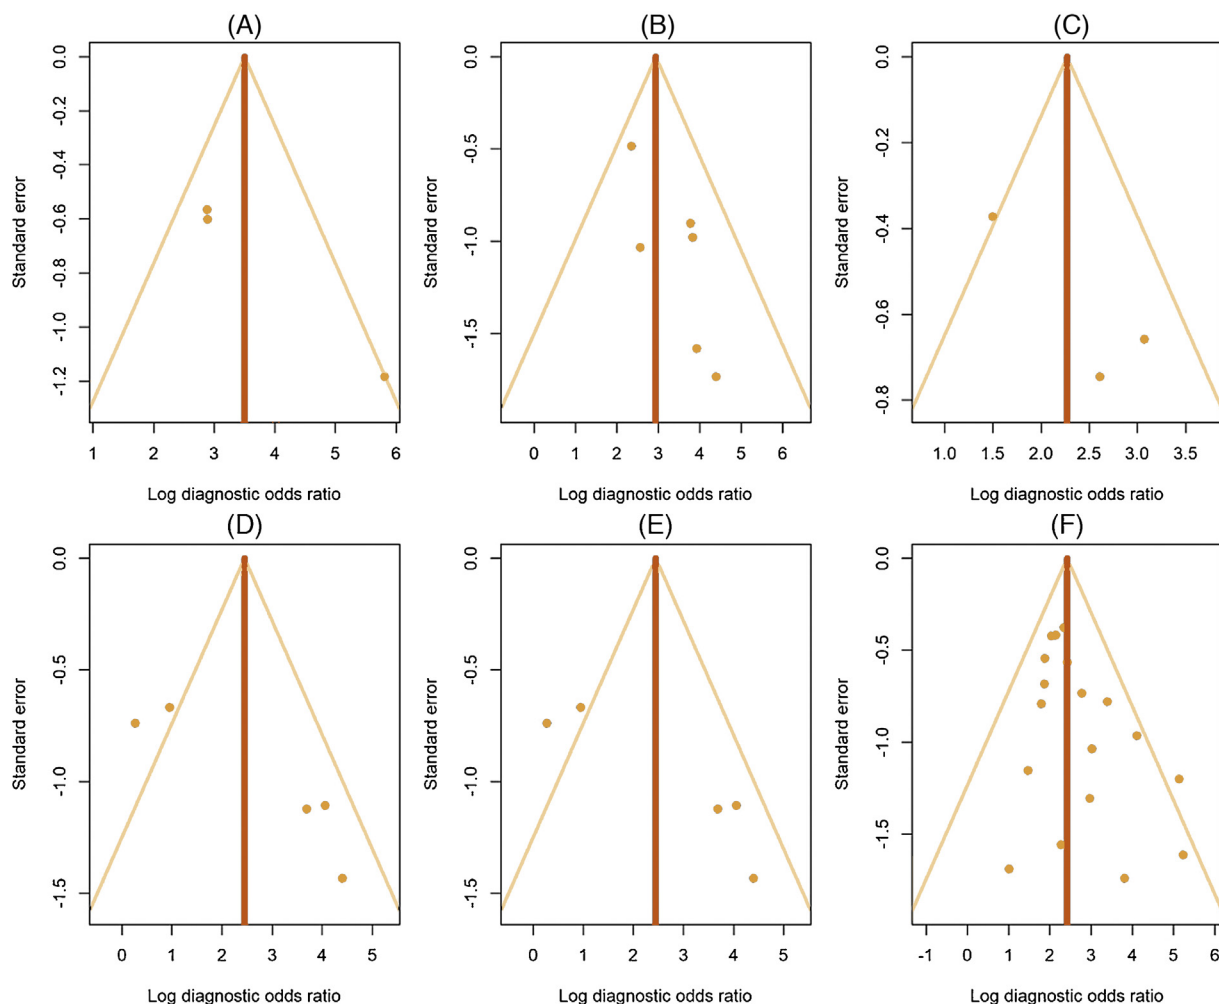 (A)
0.0
-0.2
-0.4
-0.6
-0.8
-1.0
-1.2
Standard error
1 2 3 4 5 6
Log diagnostic odds ratio
(B)
0.0
-0.5
-1.0
-1.5
Standard error
0 1 2 3 4 5 6
Log diagnostic odds ratio
(C)
0.0
-0.2
-0.4
-0.6
-0.8
Standard error
1.0 1.5 2.0 2.5 3.0 3.5
Log diagnostic odds ratio
(D)
0.0
-0.5
-1.0
-1.5
Standard error
0 1 2 3 4 5
Log diagnostic odds ratio
(E)
0.0
-0.5
-1.0
-1.5
Standard error
0 1 2 3 4 5
Log diagnostic odds ratio
(F)
0.0
-0.5
-1.0
-1.5
Standard error
-1 0 1 2 3 4 5 6
Log diagnostic odds ratio